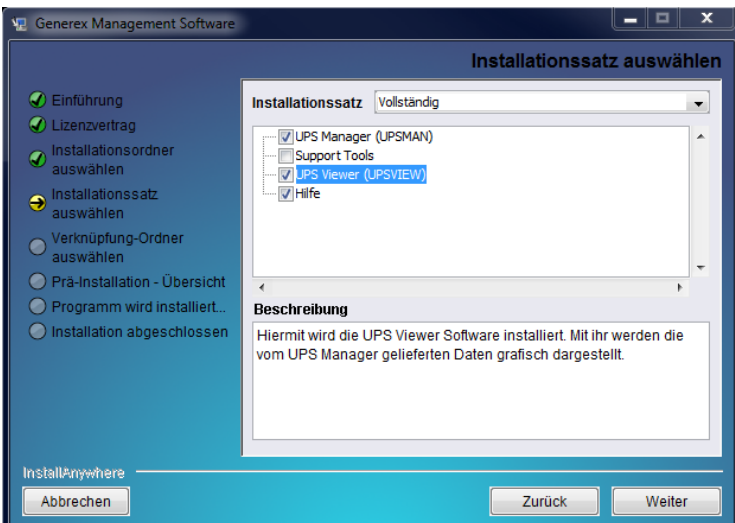 Generex Management Software
Installationssatz auswählen
Einführung
Lizenzvertrag
Installationsordner
auswählen
Installationssatz
auswählen
Verknüpfung-Ordner
auswählen
Prä-Installation - Übersicht
Programm wird installiert...
Installation abgeschlossen
Installationssatz Vollständig
UPS Manager (UPSMAN)
Support Tools
UPS Viewer (UPSVIEW)
Hilfe
Beschreibung
Hiermit wird die UPS Viewer Software installiert. Mit ihr werden die
vom UPS Manager gelieferten Daten grafisch dargestellt.
InstallAnywhere
Abbrechen
Zurück
Weiter